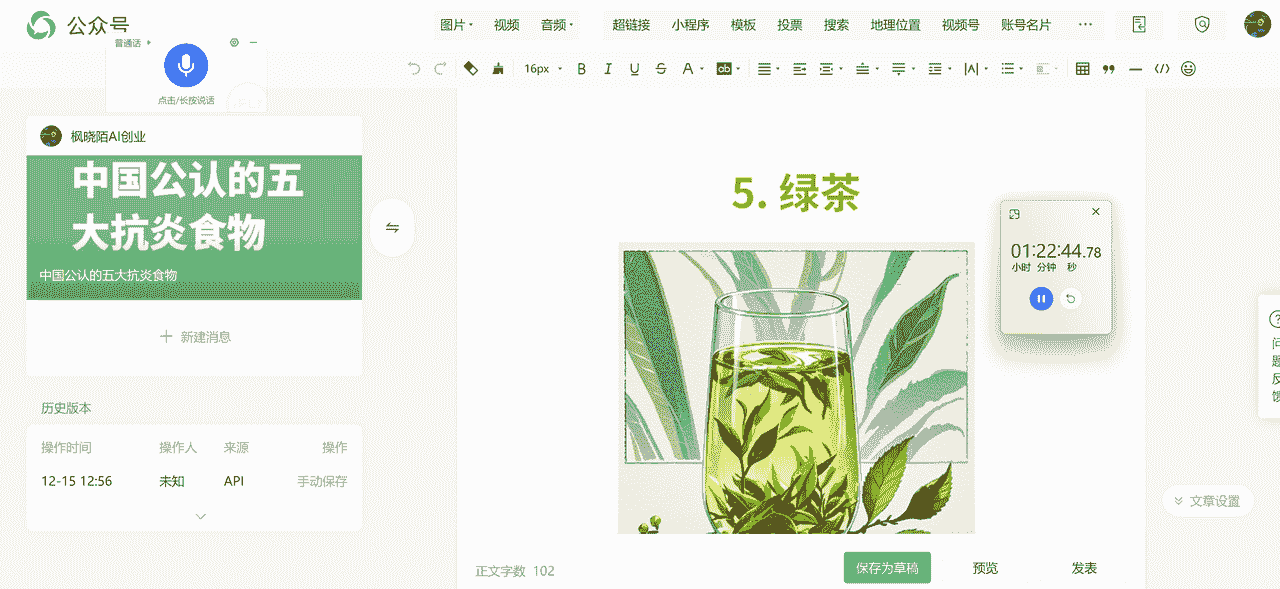 公众号
图片 视频 音频 超链接 小程序 模板 投票 搜索 地理位置 视频号 账号名片 ···
普通话
点击/长按说话
16px B I U S A ab
枫晓陌AI创业
中国公认的五
大抗炎食物
中国公认的五大抗炎食物
新建消息
历史版本
操作时间 操作人 来源 操作
12-15 12:56 未知 API 手动保存
5. 绿茶
01:22:44.78
小时 分钟 秒
问
题
反
馈
文章设置
正文字数 102
保存为草稿 预览 发表